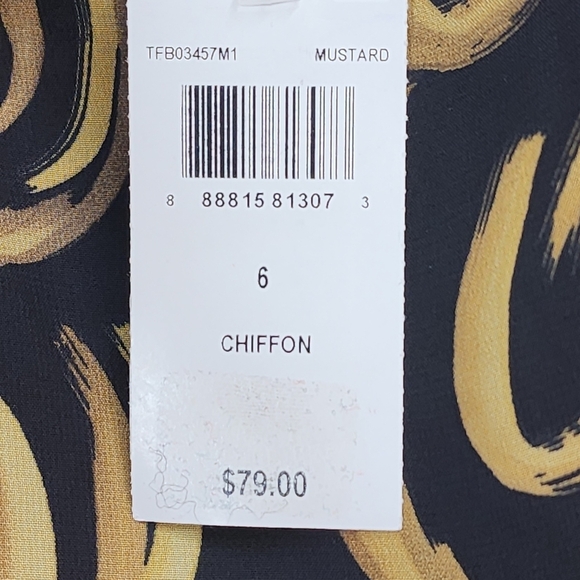 TFB03457M1 MUSTARD
8 88815 81307 3
6
CHIFFON
$79.00